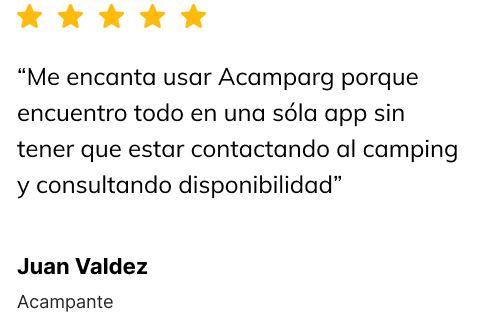 “Me encanta usar Acamparg porque
encuentro todo en una sóla app sin
tener que estar contactando al camping
y consultando disponibilidad”
Juan Valdez
Acampante